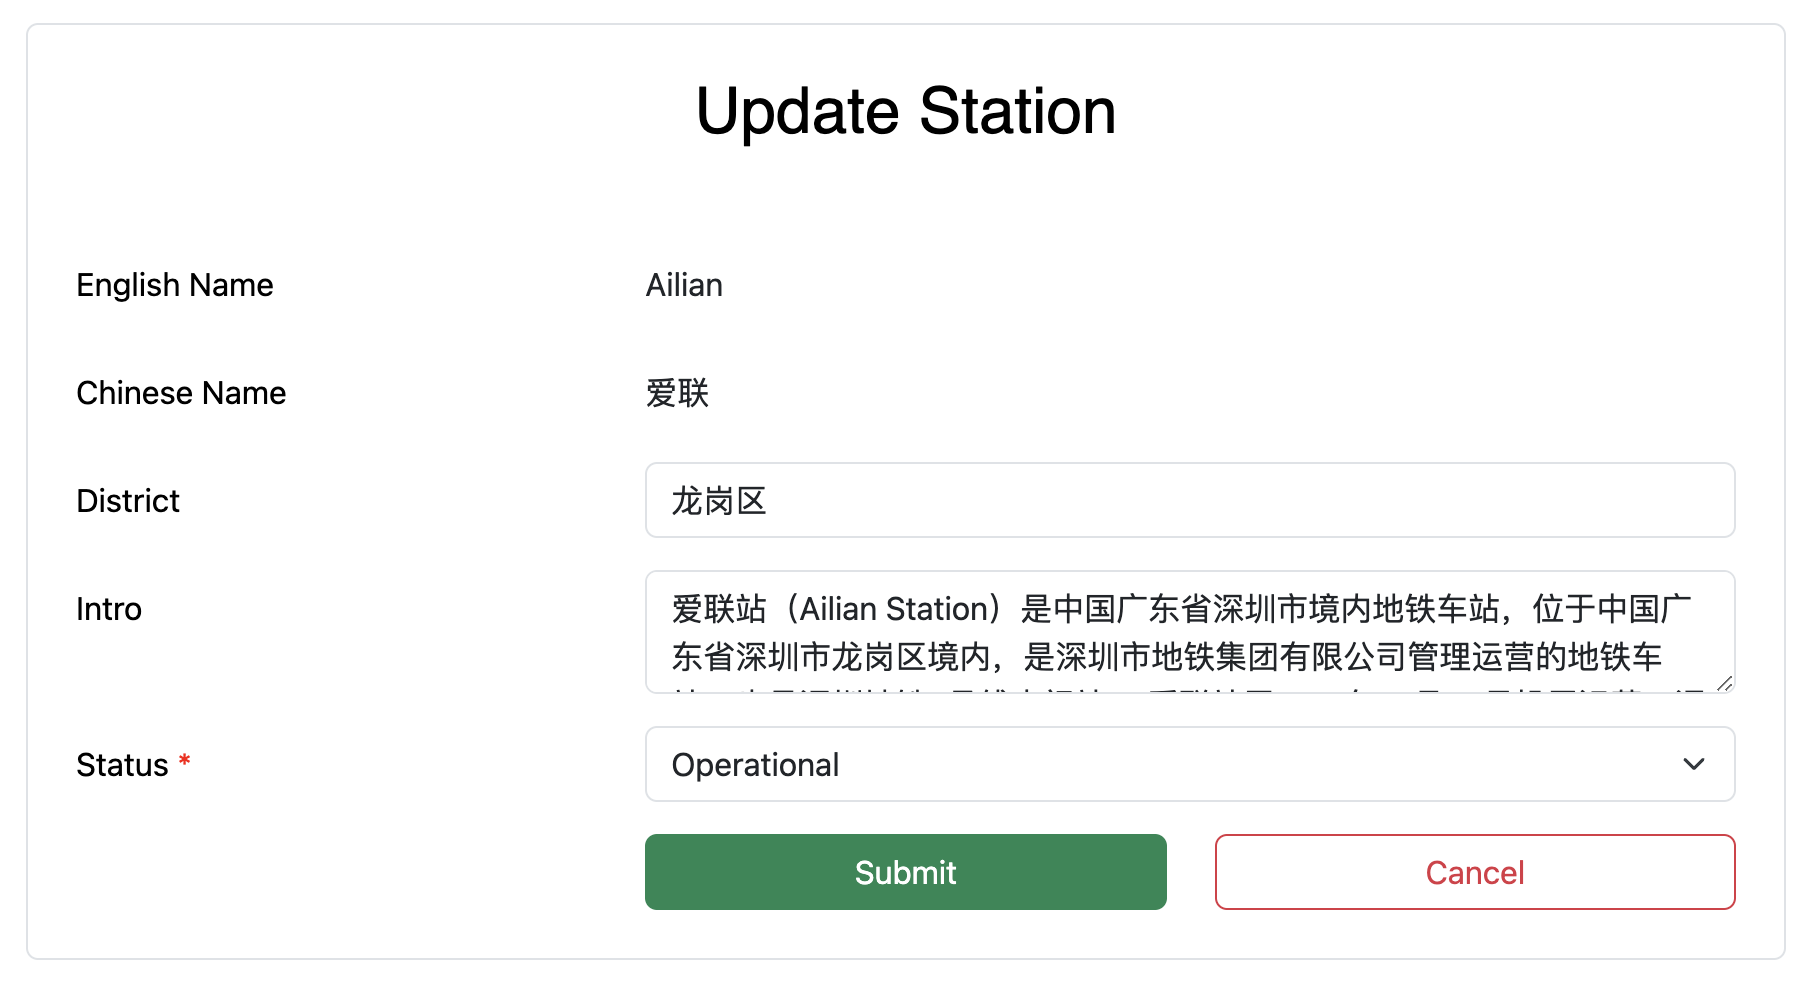 Update Station
English Name
Ailian
Chinese Name
爱联
District
龙岗区
Intro
爱联站（Ailian Station）是中国广东省深圳市境内地铁车站，位于中国广
东省深圳市龙岗区境内，是深圳市地铁集团有限公司管理运营的地铁车
Status *
Operational
Submit
Cancel